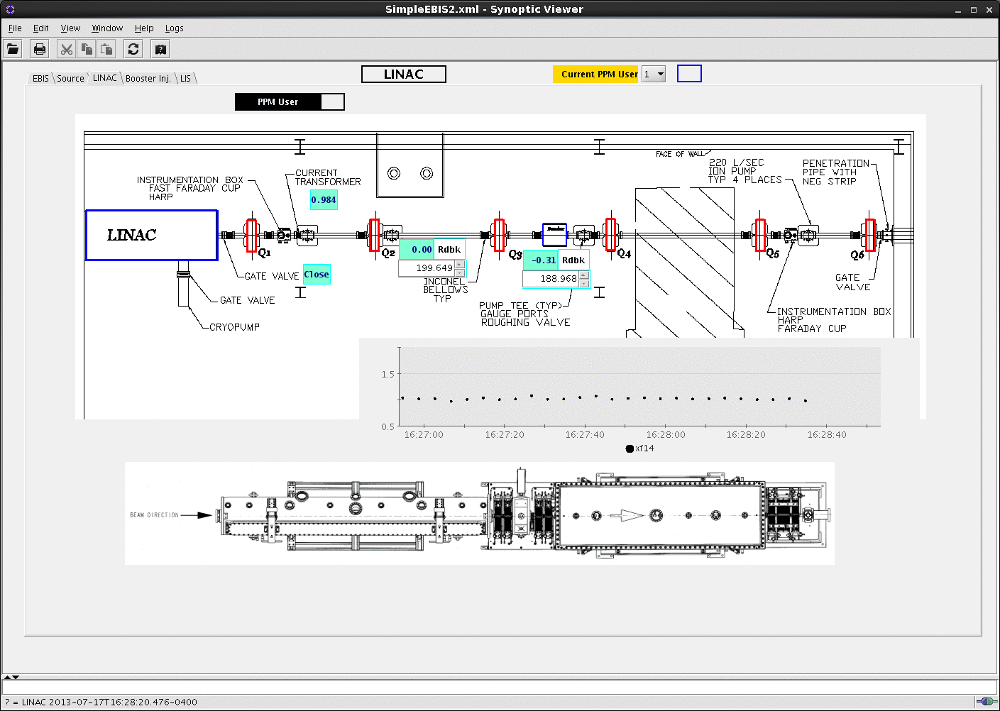 SimpleEBIS2.xml - Synoptic Viewer
File Edit View Window Help Logs
EBIS Source LINAC Booster Inj. LIS
LINAC
Current PPM User 1
PPM User
FACE OF WALL
220 L/SEC
ION PUMP
TYP 4 PLACES
PENETRATION
PIPE WITH
NEG STRIP
INSTRUMENTATION BOX
FAST FARADAY CUP
HARP
CURRENT
TRANSFORMER
0.984
LINAC
Q1
Q2
Q3
Q4
Q5
Q6
0.00 Rdbk
199.649
-0.31 Rdbk
188.968
GATE VALVE
Close
GATE VALVE
CRYOPUMP
INCONEL
BELLOWS
TYP
PUMP TEE (TYP)
GAUGE PORTS
ROUGHING VALVE
GATE
VALVE
INSTRUMENTATION BOX
HARP
FARADAY CUP
1.5
0.5
16:27:00 16:27:20 16:27:40 16:28:00 16:28:20 16:28:40
xf14
BEAM DIRECTION
? = LINAC 2013-07-17T16:28:20.476-0400